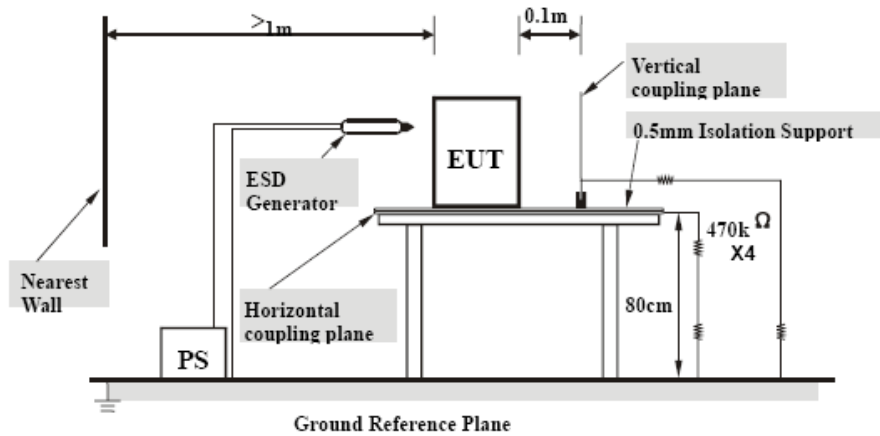 >1m
0.1m
Vertical
coupling plane
0.5mm Isolation Support
EUT
ESD
Generator
470k Ω
X4
Nearest
Wall
Horizontal
coupling plane
80cm
PS
Ground Reference Plane